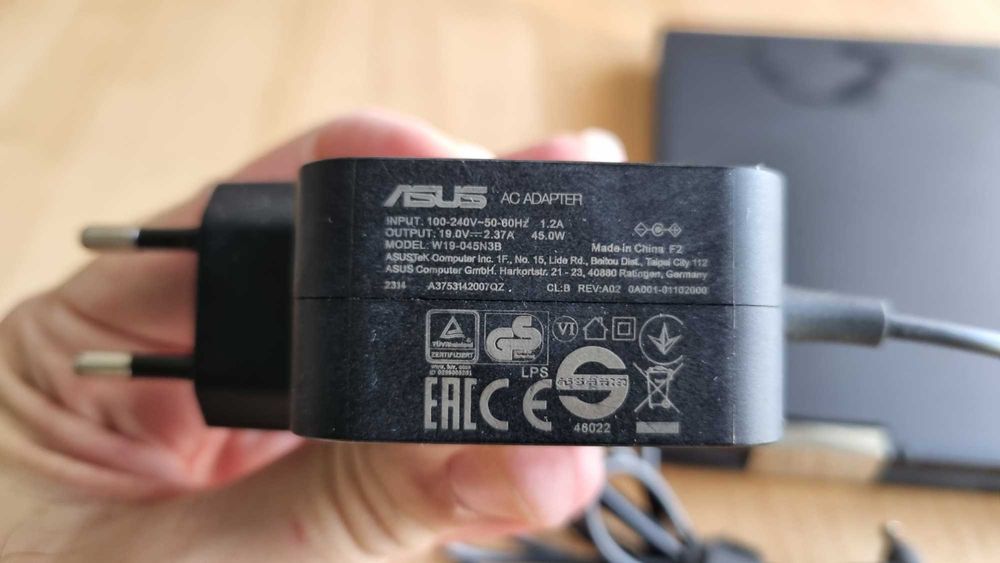 ASUS AC ADAPTER
INPUT: 100-240V~50-60Hz 1.2A
OUTPUT: 19.0V⎓2.37A 45.0W
MODEL: W19-045N3B
Made in China F2
ASUSTeK Computer Inc. 1F., No. 15, Lide Rd., Beitou Dist., Taipei City 112
ASUS Computer GmbH. Harkortstr. 21 - 23, 40880 Ratingen, Germany
2314 A3753142007QZ CL:B REV:A02 0A001-01102000
TÜVRheinland
ZERTIFIZIERT
www.tuv.com
GS
VI
LPS
EAC CE
46022